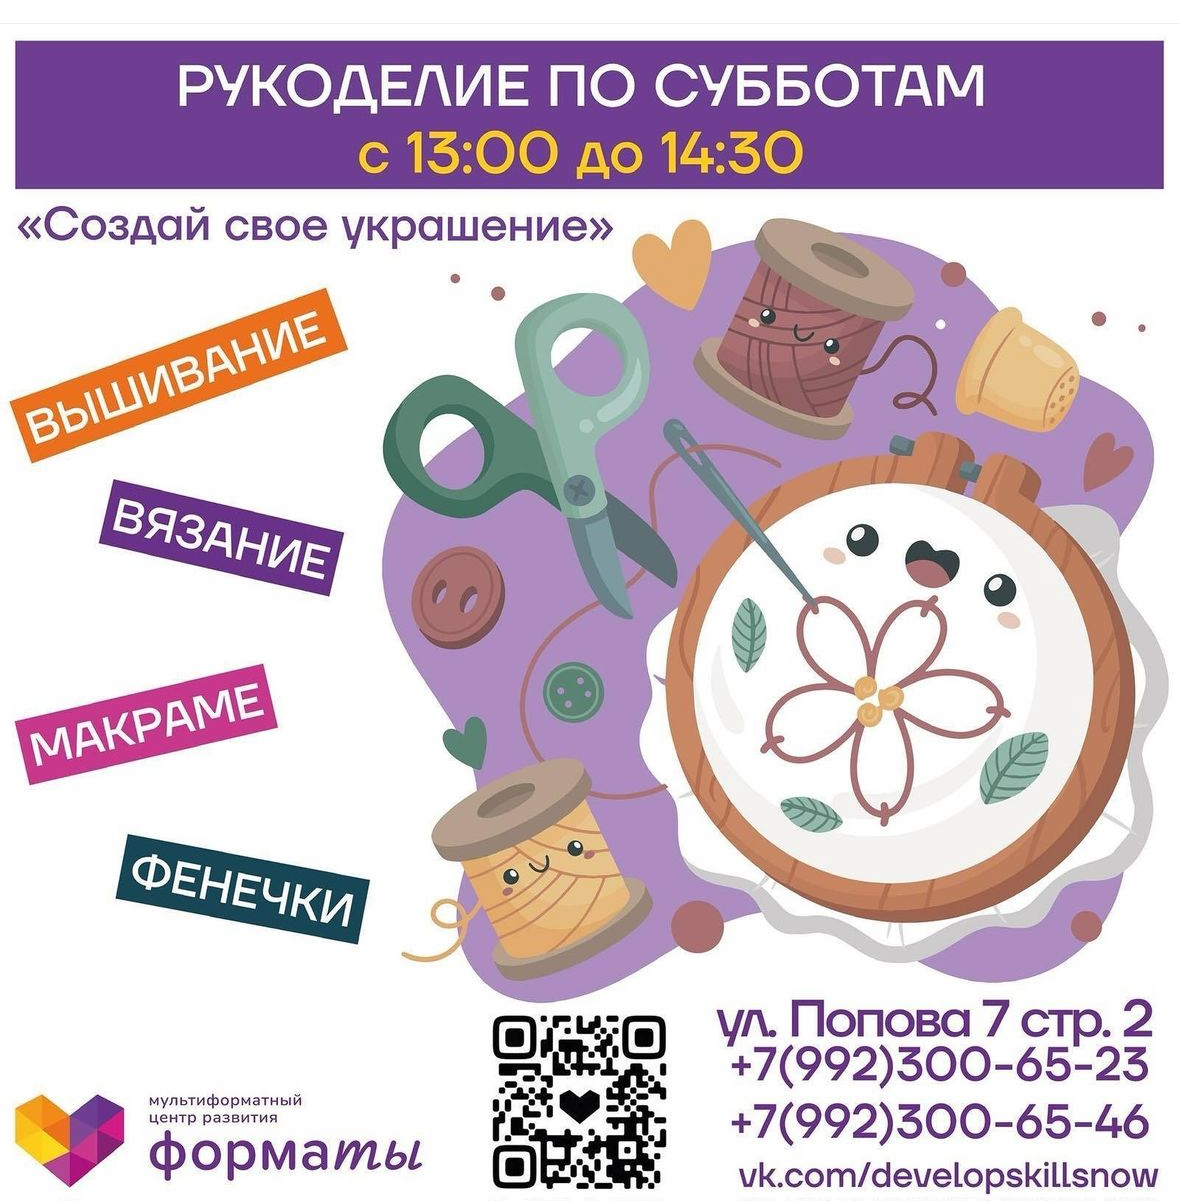 РУКОДЕЛИЕ ПО СУББОТАМ
с 13:00 до 14:30
«Создай свое украшение»
ВЫШИВАНИЕ
ВЯЗАНИЕ
МАКРАМЕ
ФЕНЕЧКИ
ул. Попова 7 стр. 2
+7(992)300-65-23
+7(992)300-65-46
vk.com/developskillsnow
мультиформатный
центр развития
форматы